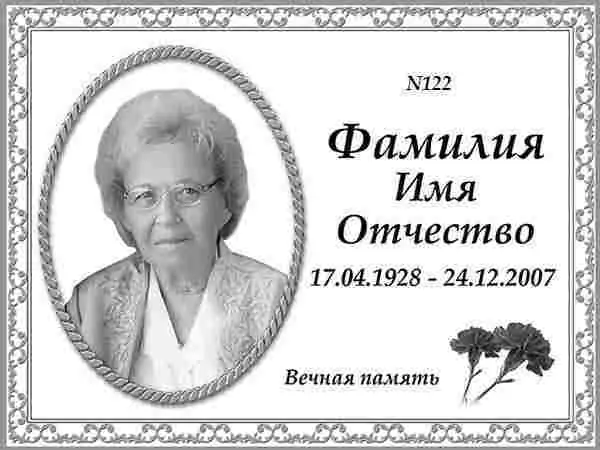 N122
Фамилия
Имя
Отчество
17.04.1928 - 24.12.2007
Вечная память